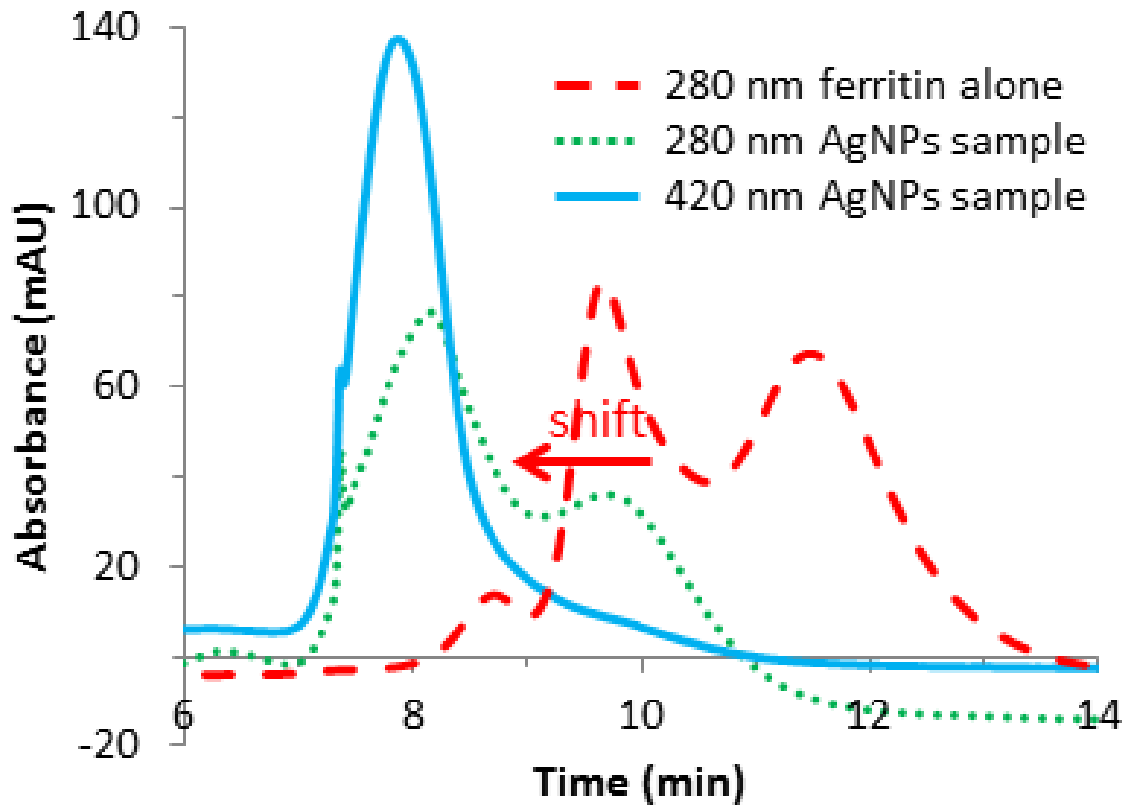 140
280 nm ferritin alone
280 nm AgNPs sample
420 nm AgNPs sample
100
60
shift
20
-20
6
8
10
12
14
Absorbance (mAU)
Time (min)